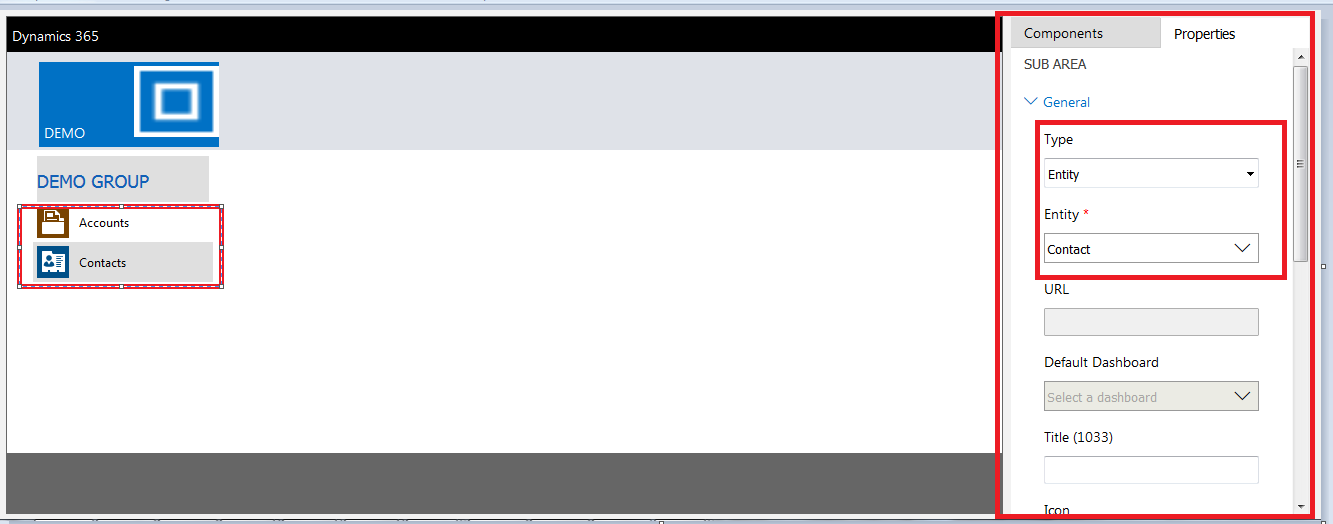 Dynamics 365
DEMO
DEMO GROUP
Accounts
Contacts
Components
Properties
SUB AREA
General
Type
Entity
Entity *
Contact
URL
Default Dashboard
Select a dashboard
Title (1033)
Icon